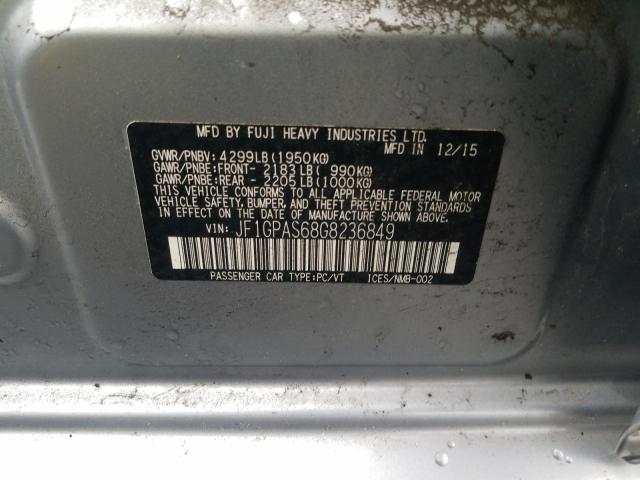 MFD BY FUJI HEAVY INDUSTRIES LTD.
MFD IN 12/15
GVWR/PNBV: 4299LB(1950KG)
GAWR/PNBE:FRONT- 2183LB( 990KG)
GAWR/PNBE:REAR - 2205LB(1000KG)
THIS VEHICLE CONFORMS TO ALL APPLICABLE FEDERAL MOTOR
VEHICLE SAFETY, BUMPER, AND THEFT PREVENTION STANDARDS
IN EFFECT ON THE DATE OF MANUFACTURE SHOWN ABOVE.
VIN: JF1GPAS68G8236849
PASSENGER CAR TYPE:PC/VT ICES/NMB-002